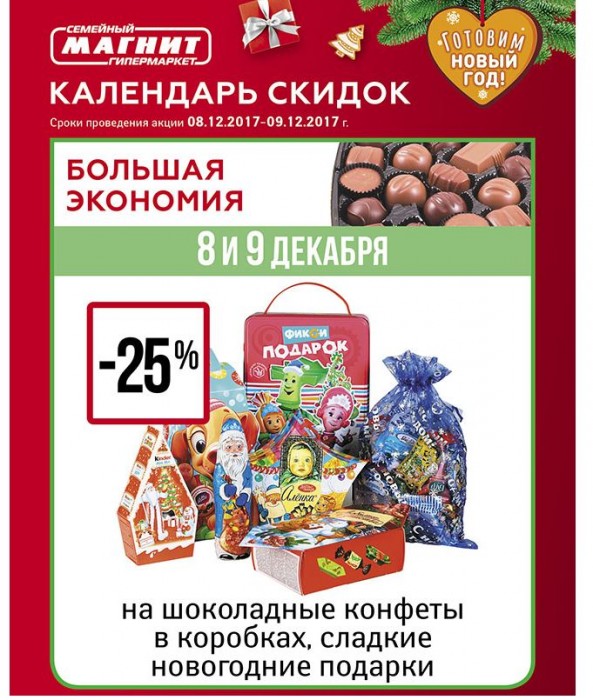 СЕМЕЙНЫЙ
МАГНИТ
ГИПЕРМАРКЕТ
ГОТОВИМ
НОВЫЙ
ГОД!
КАЛЕНДАРЬ СКИДОК
Сроки проведения акции 08.12.2017-09.12.2017 г.
БОЛЬШАЯ
ЭКОНОМИЯ
8 И 9 ДЕКАБРЯ
-25%
ФИКСИ
ПОДАРОК
Kinder
Алёнка
на шоколадные конфеты
в коробках, сладкие
новогодние подарки